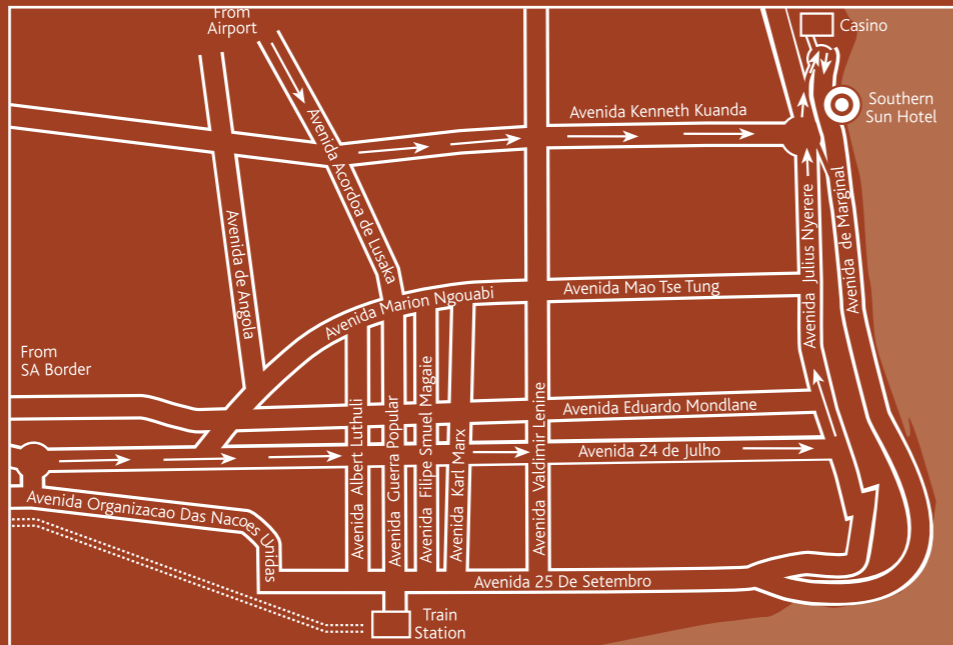 From
Airport
Casino
Southern
Sun Hotel
Avenida Kenneth Kuanda
Avenida Acordoa de Lusaka
Avenida de Angola
Avenida Julius Nyerere
Avenida de Marginal
Avenida Marion Ngouabi
Avenida Mao Tse Tung
From
SA Border
Avenida Albert Luthuli
Avenida Guerra Popular
Avenida Filipe Smuel Magaie
Avenida Karl Marx
Avenida Valdimir Lenine
Avenida Eduardo Mondlane
Avenida 24 de Julho
Avenida Organizacao Das Nacoes Unidas
Avenida 25 De Setembro
Train
Station